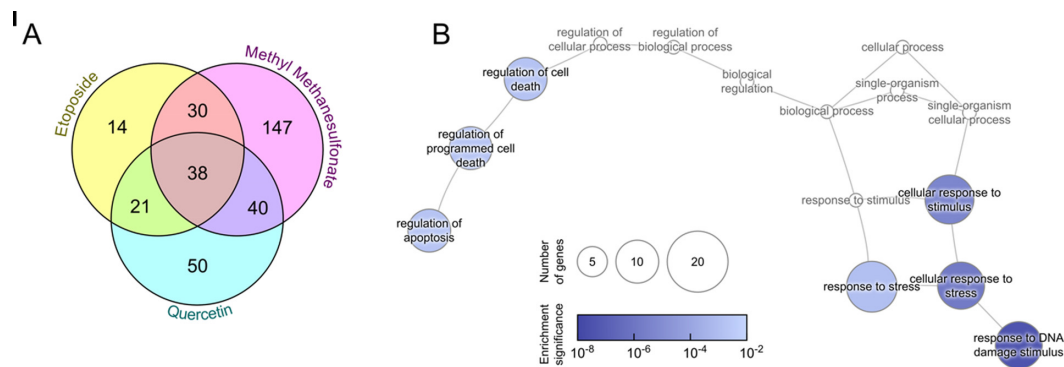 I
A
Etoposide
Methyl Methanesulfonate
Quercetin
14
30
147
38
21
40
50
B
regulation of
cellular process
regulation of
biological process
biological
regulation
cellular process
single-organism
process
biological process
single-organism
cellular process
regulation of cell
death
regulation of
programmed cell
death
regulation of
apoptosis
response to stimulus
cellular response to
stimulus
response to stress
cellular response to
stress
response to DNA
damage stimulus
Number
of genes
5
10
20
Enrichment
significance
10-8
10-6
10-4
10-2